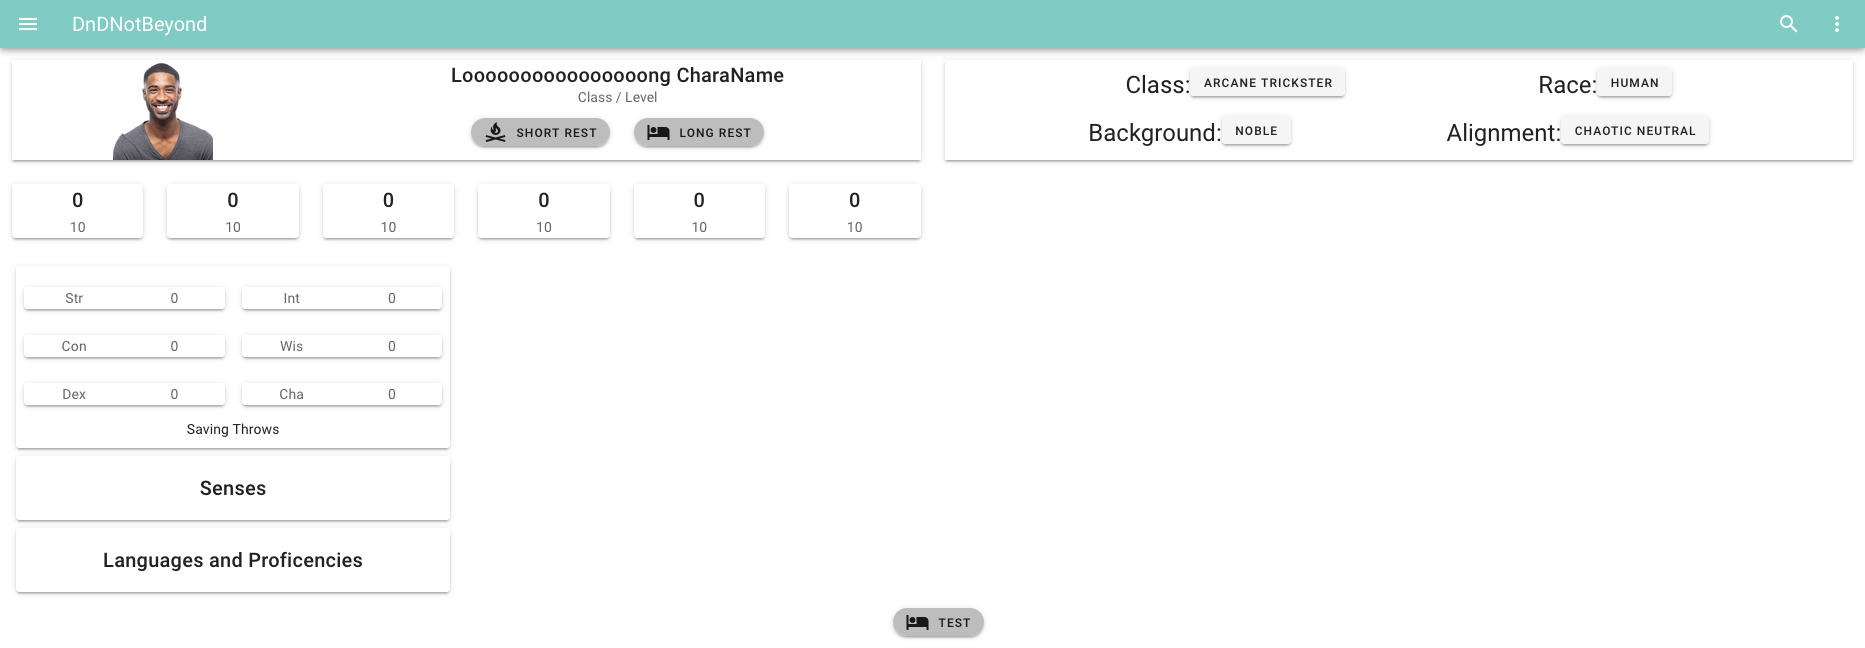 DnDNotBeyond
Looooooooooooooooong CharaName
Class / Level
SHORT REST
LONG REST
Class: ARCANE TRICKSTER
Race: HUMAN
Background: NOBLE
Alignment: CHAOTIC NEUTRAL
0 0 0 0 0 0
10 10 10 10 10 10
Str 0 Int 0
Con 0 Wis 0
Dex 0 Cha 0
Saving Throws
Senses
Languages and Proficencies
TEST